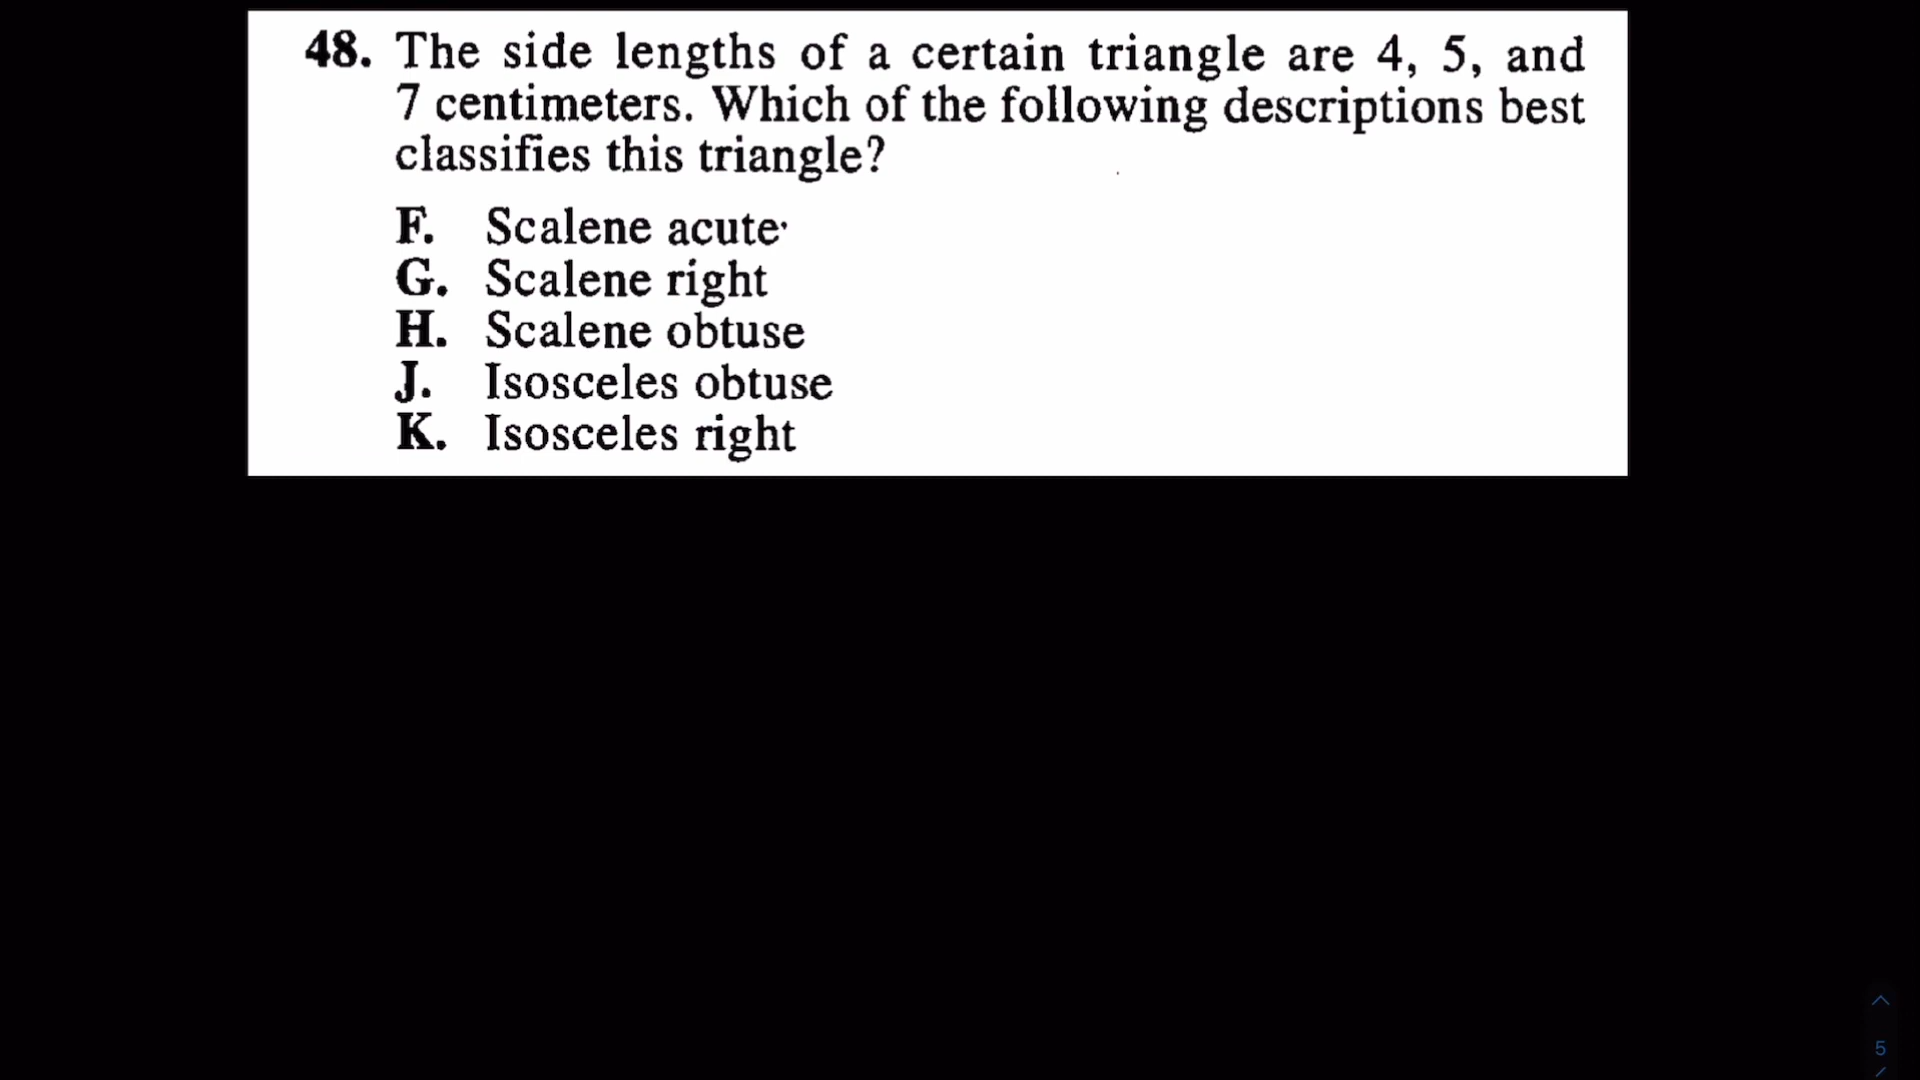 48. The side lengths of a certain triangle are 4, 5, and
7 centimeters. Which of the following descriptions best
classifies this triangle?
F. Scalene acute
G. Scalene right
H. Scalene obtuse
J. Isosceles obtuse
K. Isosceles right
5